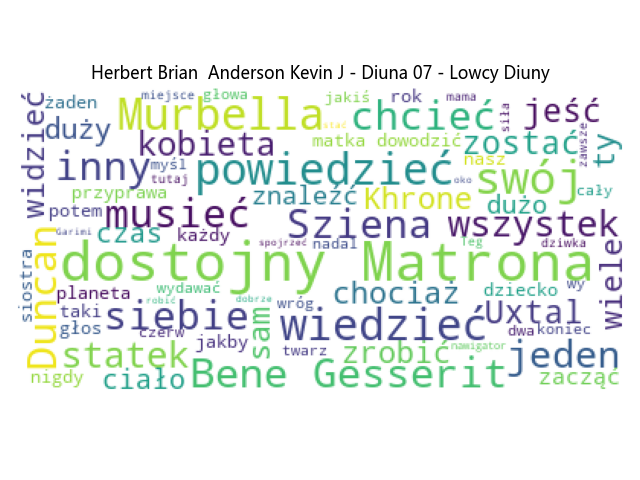 Herbert Brian  Anderson Kevin J - Diuna 07 - Lowcy Diuny
żaden
miejsce
głowa
jakiś
rok
mama
siła
jeść
widzieć
duży
Murbella
stać
chcieć
zawsze
ty
kobieta
matka dowodzić
zostać
inny
myśl
powiedzieć
nasz
tutaj
oko
swój
cały
przyprawa
znaleźć
Khrone
dużo
potem
musieć
Sziena
wszystek
Garimi
czas
każdy
spojrzeć
nadal
Teg
dziwka
wiele
siostra
Duncan
dostojny Matrona
planeta
wydawać
chociaż
dziecko
wy
robić
dobrze
wróg
taki
siebie
sam
wiedzieć
Uxtal
głos
czerw
jakby
dwa
koniec
statek
twarz
zrobić
nawigator
jeden
nigdy
ciało
Bene Gesserit
zacząć